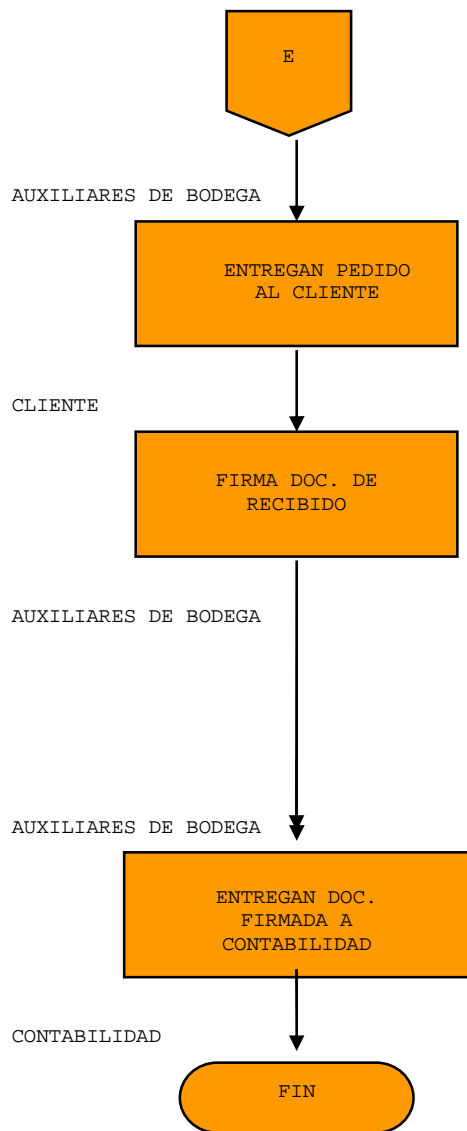 E
AUXILIARES DE BODEGA
ENTREGAN PEDIDO
AL CLIENTE
CLIENTE
FIRMA DOC. DE
RECIBIDO
AUXILIARES DE BODEGA
AUXILIARES DE BODEGA
ENTREGAN DOC.
FIRMADA A
CONTABILIDAD
CONTABILIDAD
FIN